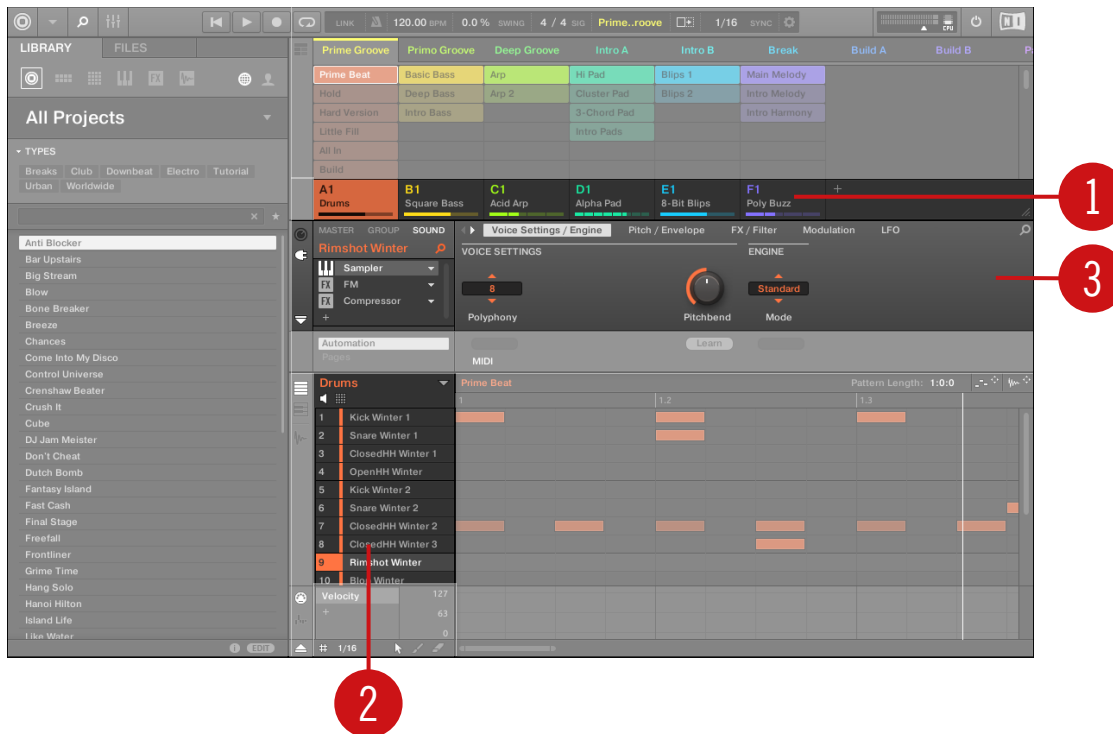 LINK 120.00 BPM 0.0 % SWING 4 / 4 SIG Prime..roove 1/16 SYNC CPU
LIBRARY FILES
All Projects
TYPES
Breaks Club Downbeat Electro Tutorial
Urban Worldwide
Anti Blocker
Bar Upstairs
Big Stream
Blow
Bone Breaker
Breeze
Chances
Come Into My Disco
Control Universe
Crenshaw Beater
Crush It
Cube
DJ Jam Meister
Don't Cheat
Dutch Bomb
Fantasy Island
Fast Cash
Final Stage
Freefall
Frontliner
Grime Time
Hang Solo
Hanoi Hilton
Island Life
Like Water
EDIT
Prime Groove Primo Groove Deep Groove Intro A Intro B Break Build A Build B P
Prime Beat Basic Bass Arp Hi Pad Blips 1 Main Melody
Hold Deep Bass Arp 2 Cluster Pad Blips 2 Intro Melody
Hard Version Intro Bass 3-Chord Pad Intro Harmony
Little Fill Intro Pads
All In
Build
A1 B1 C1 D1 E1 F1 +
Drums Square Bass Acid Arp Alpha Pad 8-Bit Blips Poly Buzz
1
MASTER GROUP SOUND Voice Settings / Engine Pitch / Envelope FX / Filter Modulation LFO
Rimshot Winter VOICE SETTINGS ENGINE
Sampler
FX FM 8 Standard
FX Compressor
+ Polyphony Pitchbend Mode
3
Automation Learn
Pages MIDI
Drums Prime Beat Pattern Length: 1:0:0
1 1.2 1.3
1 Kick Winter 1
2 Snare Winter 1
3 ClosedHH Winter 1
4 OpenHH Winter
5 Kick Winter 2
6 Snare Winter 2
7 ClosedHH Winter 2
8 ClosedHH Winter 3
9 Rimshot Winter
10 Blop Winter
Velocity 127
+ 63
0
1/16
2